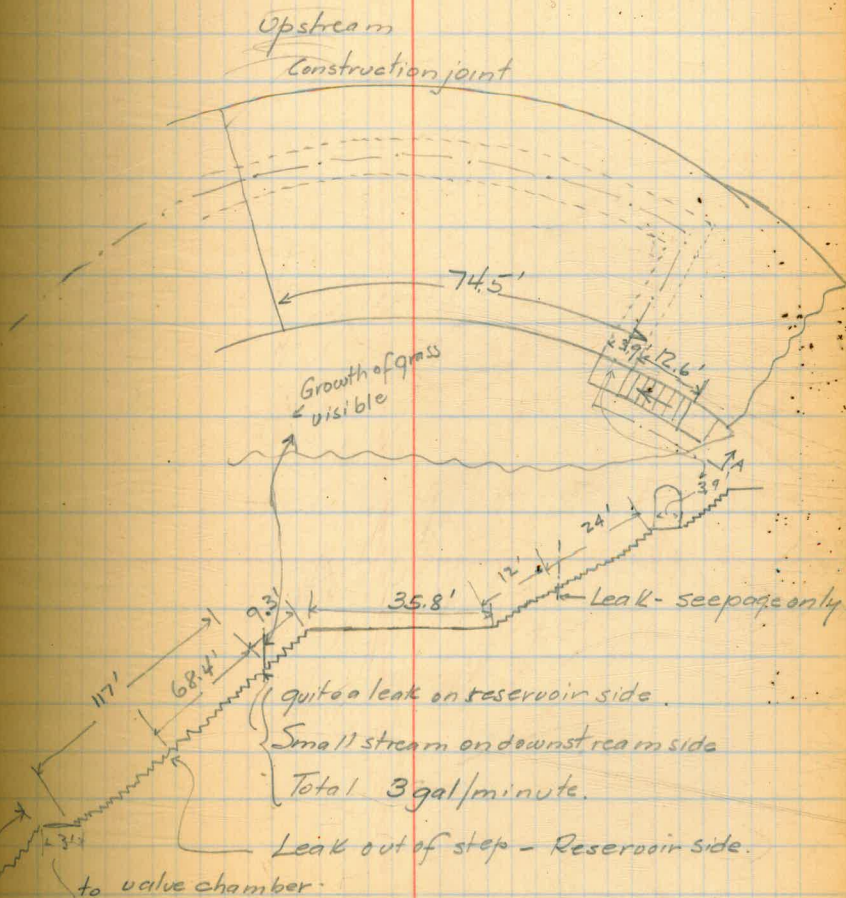 Upstream
Construction joint
74.5'
3.9'
12.6'
Growth of grass
visible
A
3.9
24'
12'
35.8'
9.3'
Leak - seepage only
117'
68.4'
quite a leak on reservoir side.
Small stream on downstream side
Total 3 gal/minute.
Leak out of step - Reservoir side.
3'
to valve chamber.